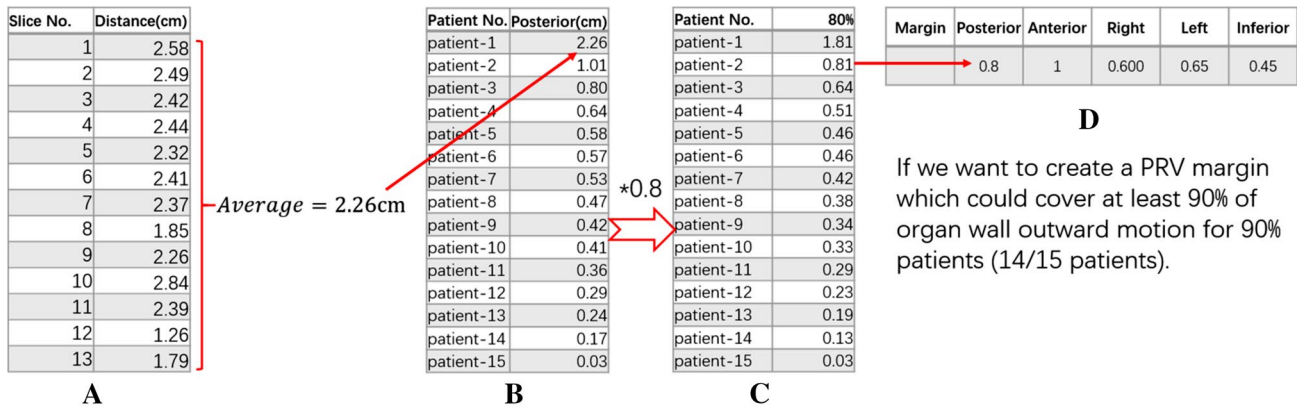 Slice No. Distance(cm)
1 2.58
2 2.49
3 2.42
4 2.44
5 2.32
6 2.41
7 2.37
8 1.85
9 2.26
10 2.84
11 2.39
12 1.26
13 1.79
A
Average = 2.26cm
Patient No. Posterior(cm)
patient-1 2.26
patient-2 1.01
patient-3 0.80
patient-4 0.64
patient-5 0.58
patient-6 0.57
patient-7 0.53
patient-8 0.47
patient-9 0.42
patient-10 0.41
patient-11 0.36
patient-12 0.29
patient-13 0.24
patient-14 0.17
patient-15 0.03
B
*0.8
Patient No. 80%
patient-1 1.81
patient-2 0.81
patient-3 0.64
patient-4 0.51
patient-5 0.46
patient-6 0.46
patient-7 0.42
patient-8 0.38
patient-9 0.34
patient-10 0.33
patient-11 0.29
patient-12 0.23
patient-13 0.19
patient-14 0.13
patient-15 0.03
C
Margin Posterior Anterior Right Left Inferior
0.8 1 0.600 0.65 0.45
D
If we want to create a PRV margin
which could cover at least 90% of
organ wall outward motion for 90%
patients (14/15 patients).